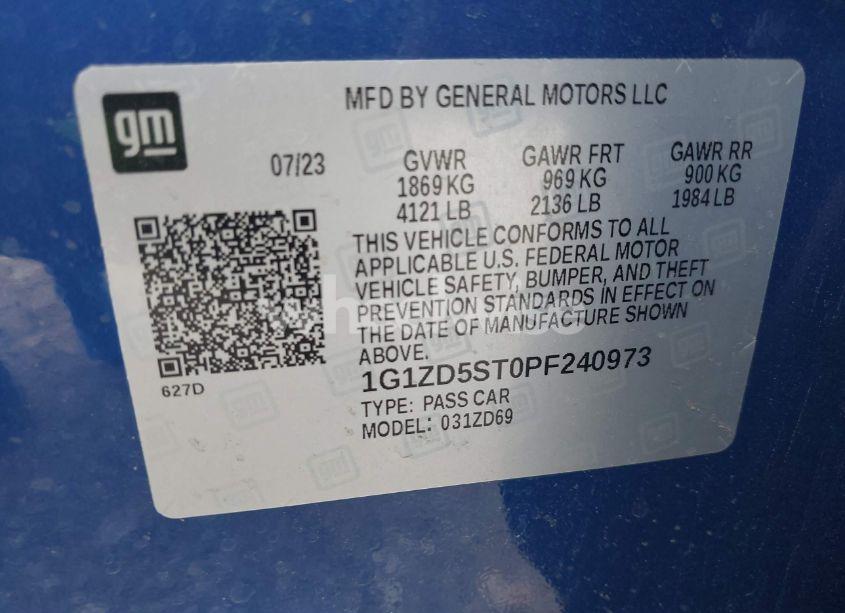 gm
MFD BY GENERAL MOTORS LLC
07/23
GVWR GAWR FRT GAWR RR
1869 KG 969 KG 900 KG
4121 LB 2136 LB 1984 LB
THIS VEHICLE CONFORMS TO ALL
APPLICABLE U.S. FEDERAL MOTOR
VEHICLE SAFETY, BUMPER, AND THEFT
PREVENTION STANDARDS IN EFFECT ON
THE DATE OF MANUFACTURE SHOWN
ABOVE.
627D
1G1ZD5ST0PF240973
TYPE: PASS CAR
MODEL: 031ZD69